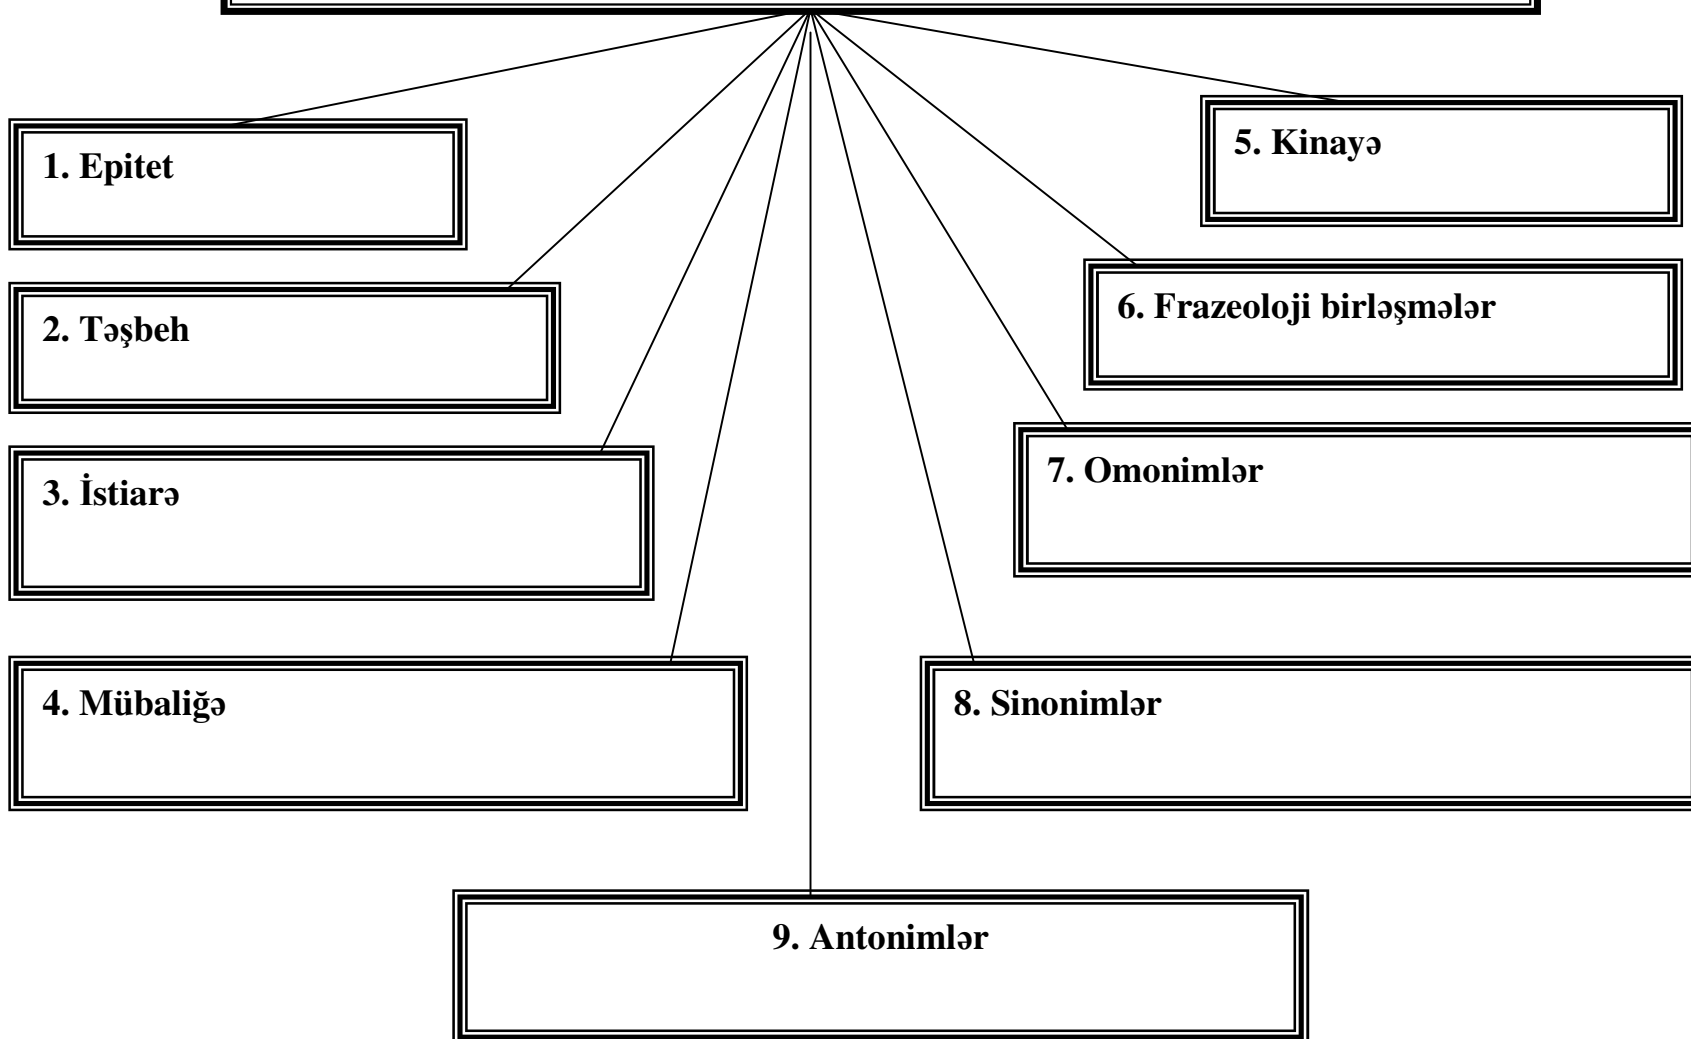 1. Epitet
2. Təşbeh
3. İstiarə
4. Mübaliğə
5. Kinayə
6. Frazeoloji birləşmələr
7. Omonimlər
8. Sinonimlər
9. Antonimlər